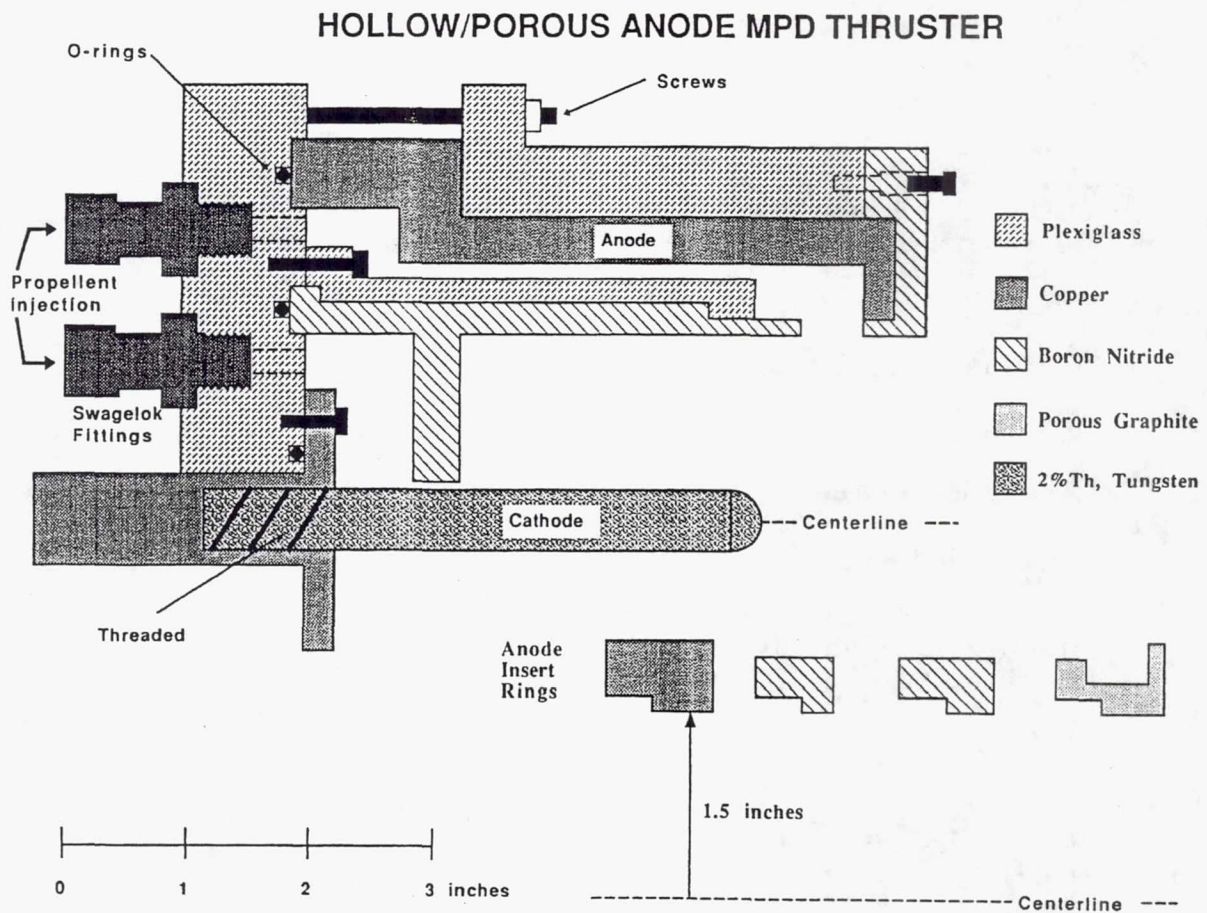 HOLLOW/POROUS ANODE MPD THRUSTER
O-rings
Screws
Anode
Plexiglass
Propellent
injection
Copper
Boron Nitride
Swagelok
Fittings
Porous Graphite
2%Th, Tungsten
Cathode
Centerline
Threaded
Anode
Insert
Rings
1.5 inches
0 1 2 3 inches
Centerline